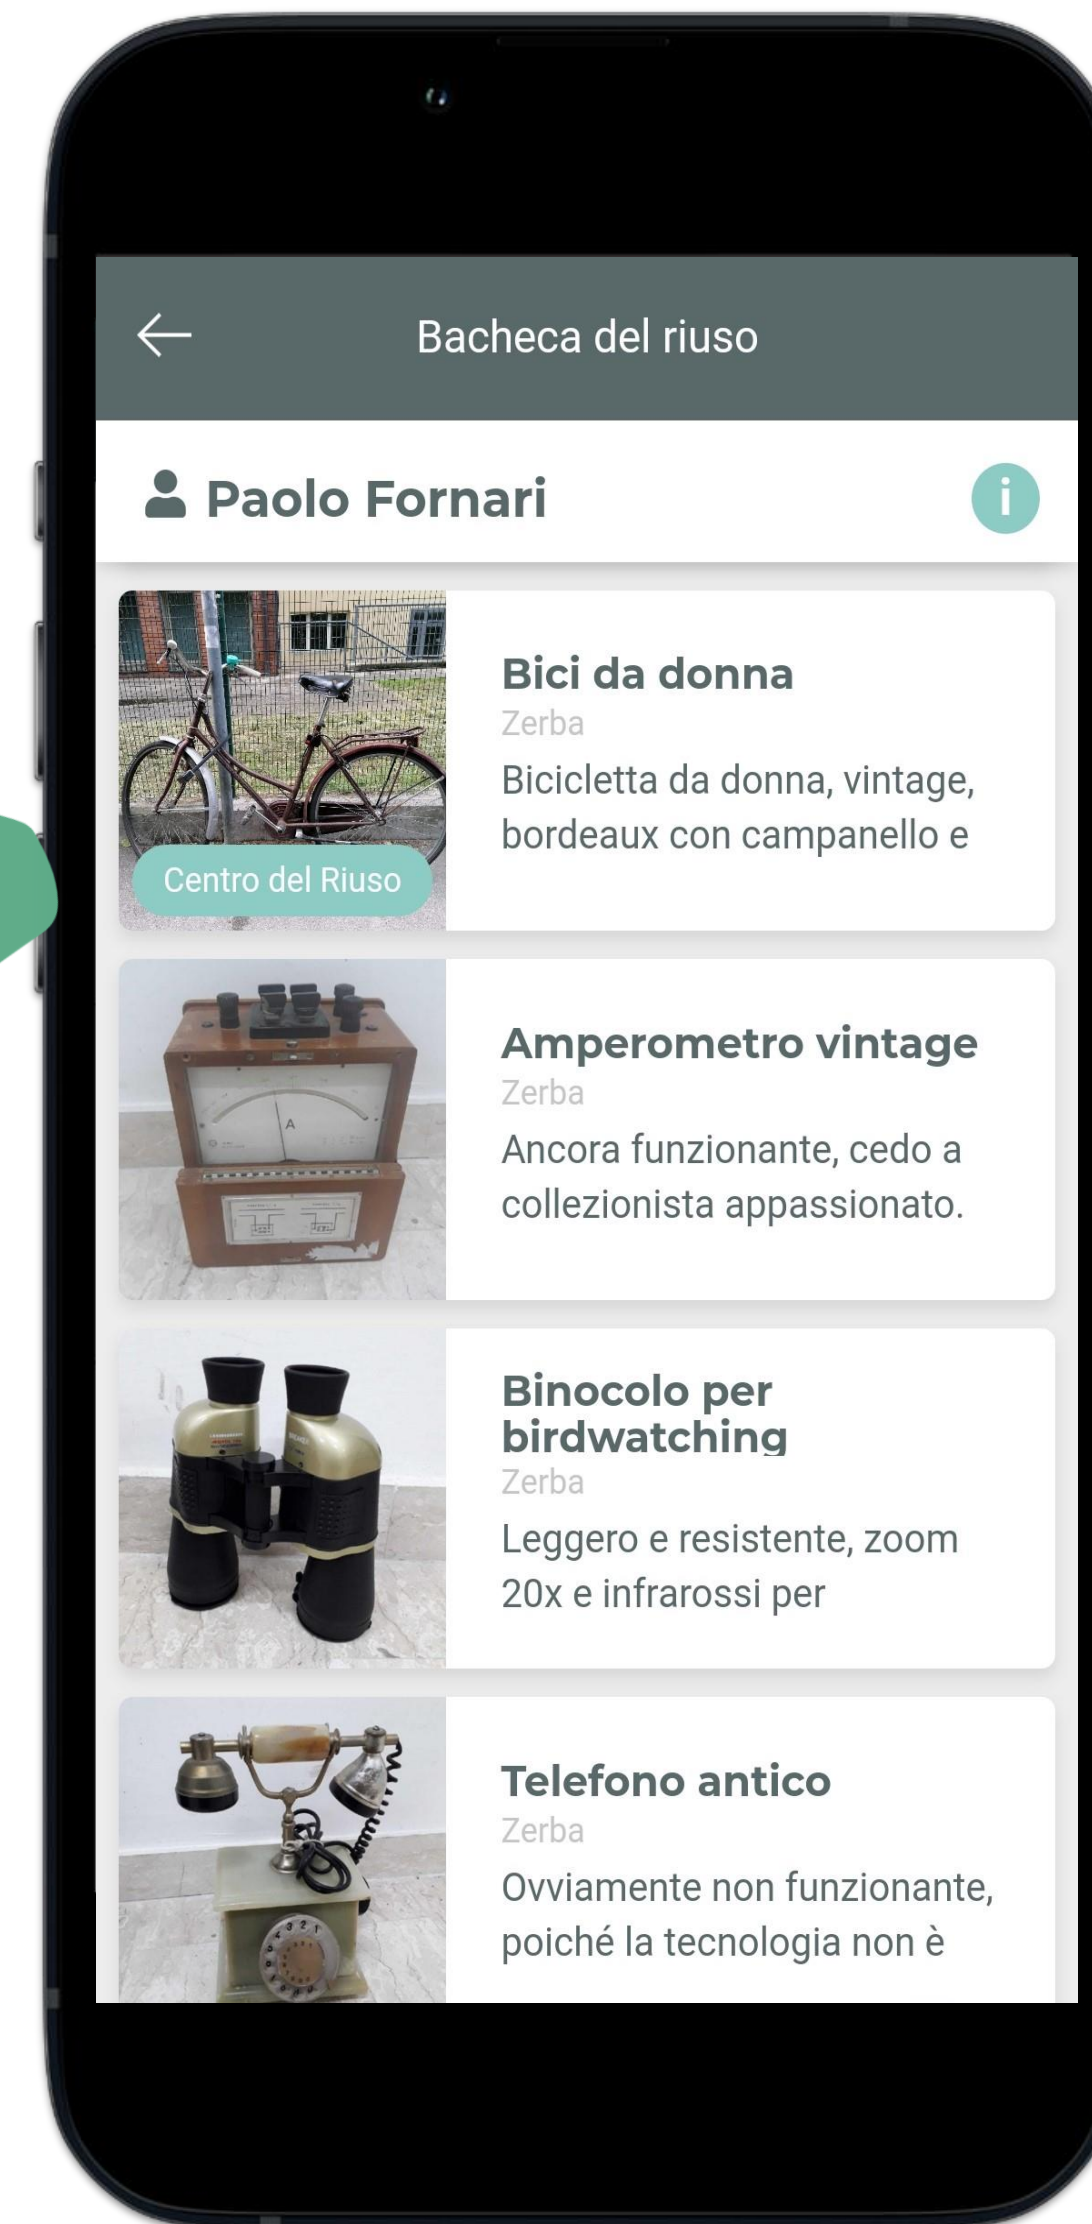 Bacheca del riuso
Paolo Fornari
i
Bici da donna
Zerba
Bicicletta da donna, vintage,
bordeaux con campanello e
Centro del Riuso
Amperometro vintage
Zerba
Ancora funzionante, cedo a
collezionista appassionato.
A
Binocolo per
birdwatching
Zerba
Leggero e resistente, zoom
20x e infrarossi per
Telefono antico
Zerba
Ovviamente non funzionante,
poiché la tecnologia non è